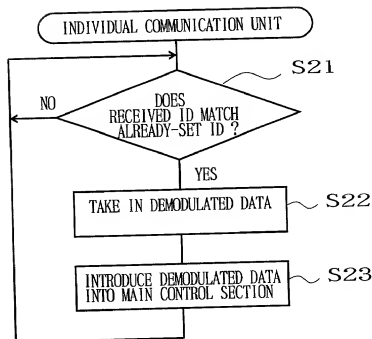 INDIVIDUAL COMMUNICATION UNIT
S21
DOES
RECEIVED ID MATCH
ALREADY-SET ID ?
NO
YES
TAKE IN DEMODULATED DATA
S22
INTRODUCE DEMODULATED DATA
INTO MAIN CONTROL SECTION
S23